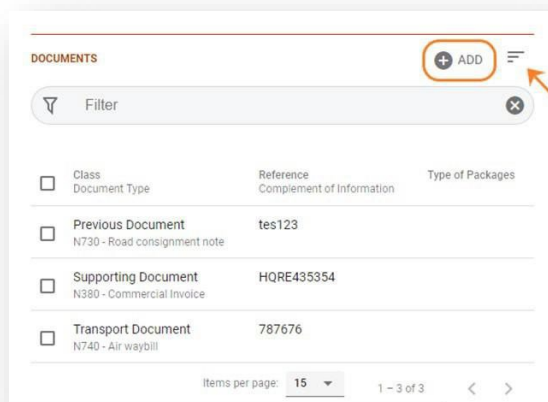 DOCUMENTS ADD
Filter
Class Reference Type of Packages
Document Type Complement of Information
Previous Document tes123
N730 - Road consignment note
Supporting Document HQRE435354
N380 - Commercial Invoice
Transport Document 787676
N740 - Air waybill
Items per page: 15 1 – 3 of 3